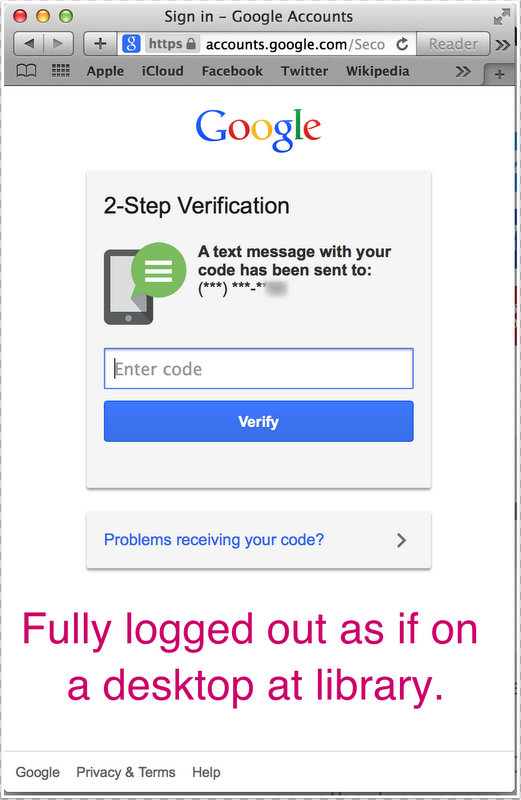 Sign in – Google Accounts
https accounts.google.com/Seco Reader
Apple iCloud Facebook Twitter Wikipedia
Google
2-Step Verification
A text message with your
code has been sent to:
(***) ***-*
Enter code
Verify
Problems receiving your code?
Fully logged out as if on
a desktop at library.
Google Privacy & Terms Help